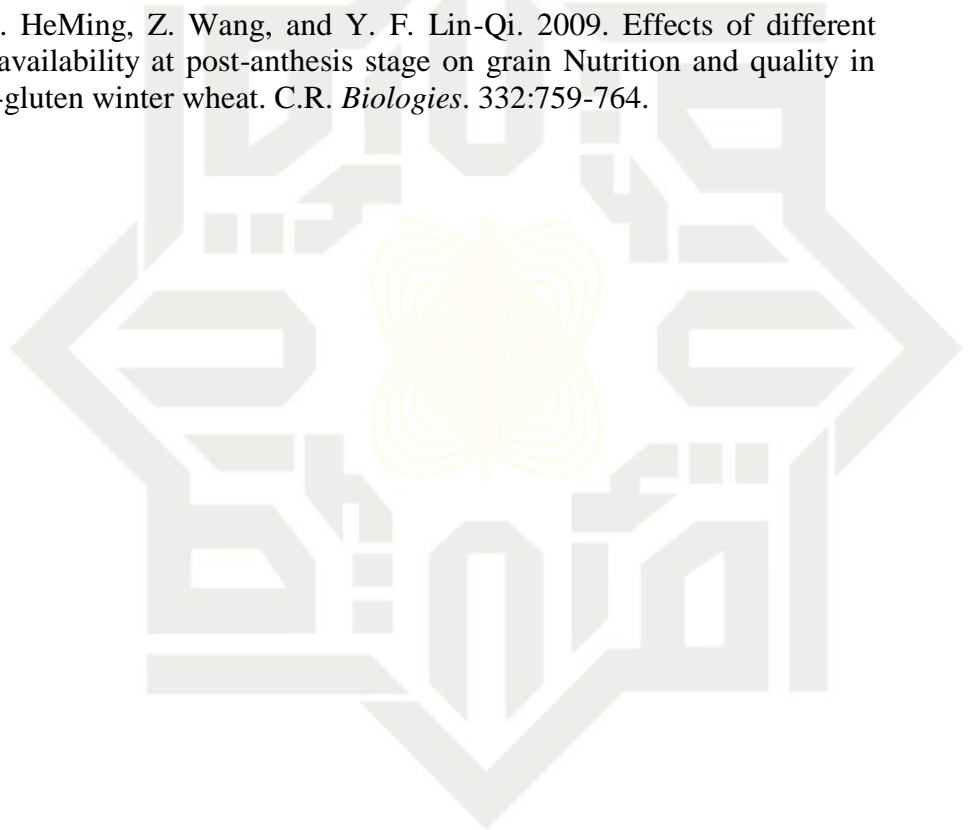 . HeMing, Z. Wang, and Y. F. Lin-Qi. 2009. Effects of different
availability at post-anthesis stage on grain Nutrition and quality in
-gluten winter wheat. C.R. Biologies. 332:759-764.